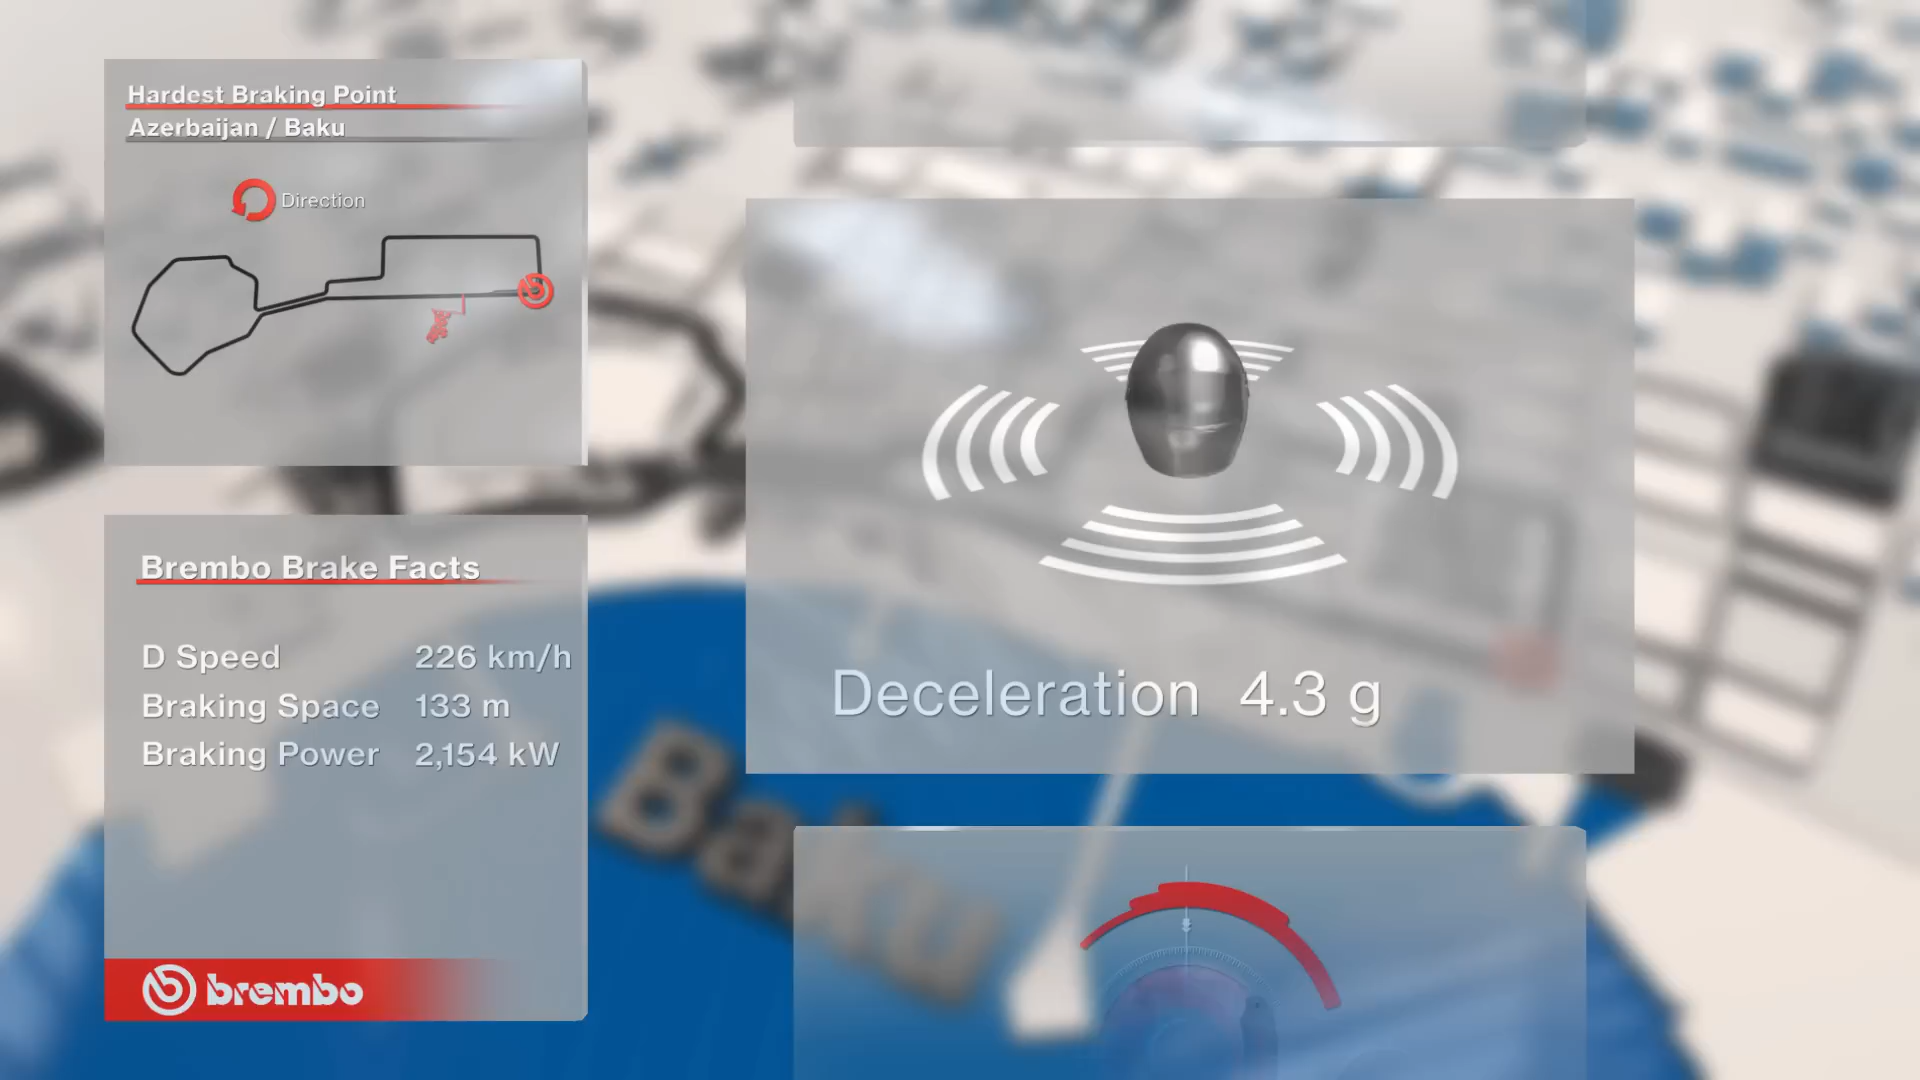 Hardest Braking Point
Azerbaijan / Baku
Direction
Brembo Brake Facts
D Speed 226 km/h
Braking Space 133 m
Braking Power 2,154 kW
brembo
Deceleration 4.3 g
Baku